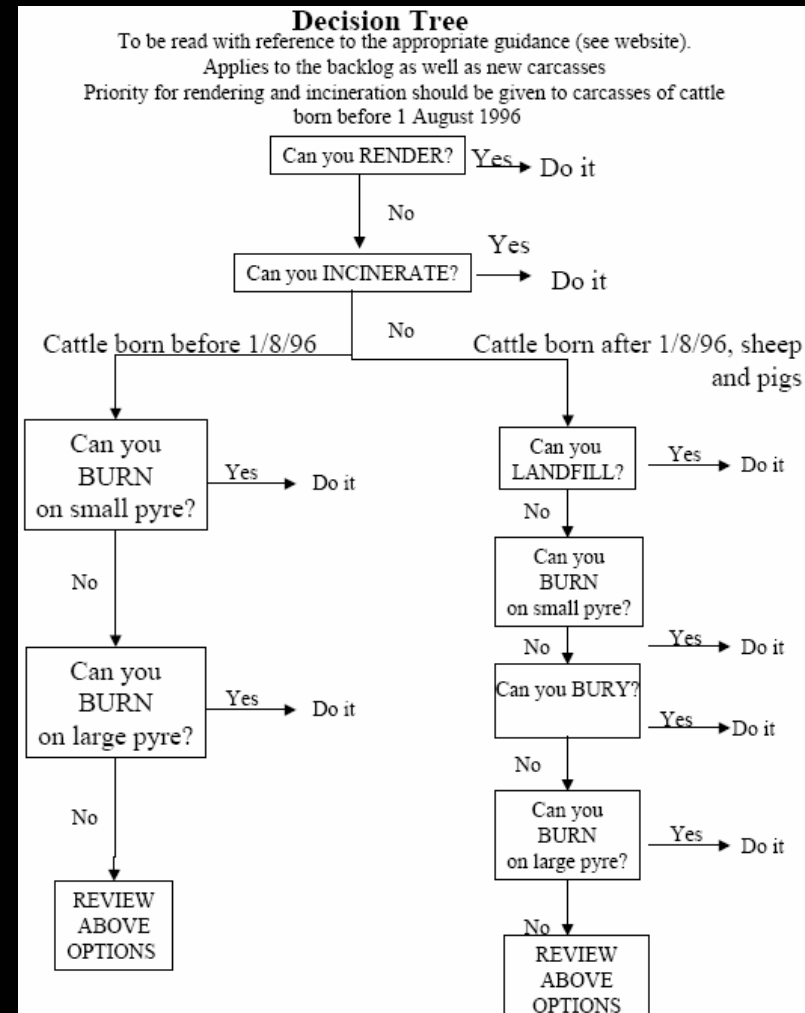 Decision Tree
To be read with reference to the appropriate guidance (see website).
Applies to the backlog as well as new carcasses
Priority for rendering and incineration should be given to carcasses of cattle
born before 1 August 1996
Can you RENDER?
Yes
Do it
No
Can you INCINERATE?
Yes
Do it
No
Cattle born before 1/8/96
Can you
BURN
on small pyre?
Yes
Do it
No
Can you
BURN
on large pyre?
Yes
Do it
No
REVIEW
ABOVE
OPTIONS
Cattle born after 1/8/96, sheep
and pigs
Can you
LANDFILL?
Yes
Do it
No
Can you
BURN
on small pyre?
Yes
Do it
No
Can you BURY?
Yes
Do it
No
Can you
BURN
on large pyre?
Yes
Do it
No
REVIEW
ABOVE
OPTIONS